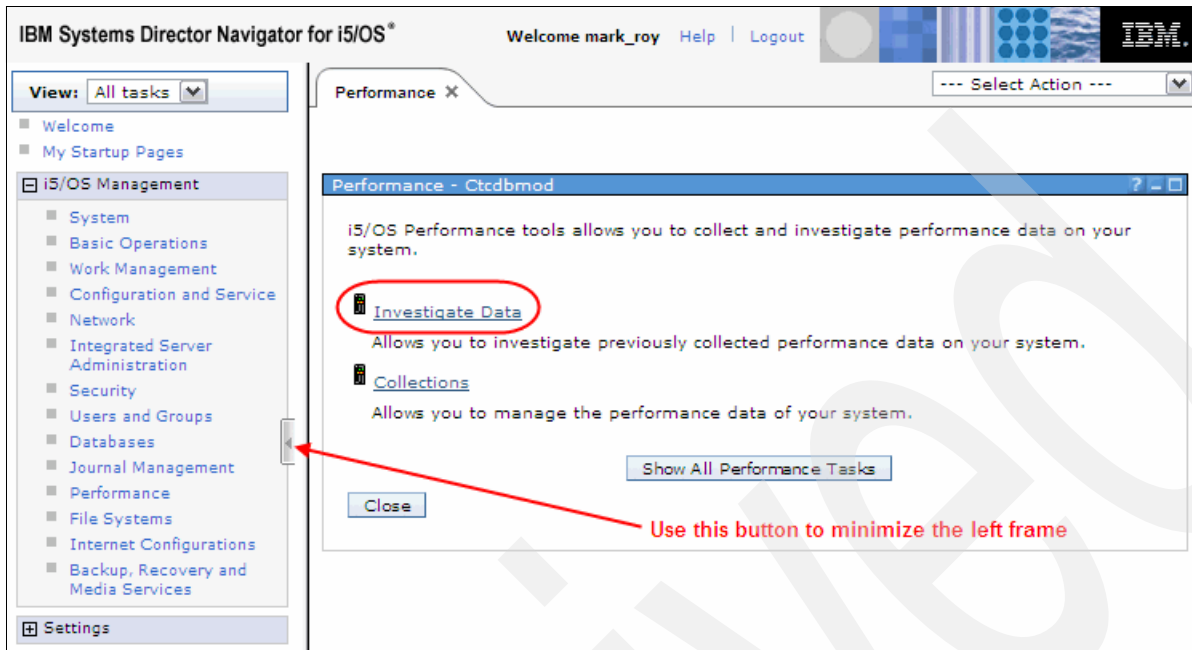 IBM Systems Director Navigator for i5/OS®
Welcome mark_roy Help | Logout
IBM.
View: All tasks
Welcome
My Startup Pages
i5/OS Management
System
Basic Operations
Work Management
Configuration and Service
Network
Integrated Server
Administration
Security
Users and Groups
Databases
Journal Management
Performance
File Systems
Internet Configurations
Backup, Recovery and
Media Services
Settings
Performance X
--- Select Action ---
Performance - Ctcdbmod
i5/OS Performance tools allows you to collect and investigate performance data on your
system.
Investigate Data
Allows you to investigate previously collected performance data on your system.
Collections
Allows you to manage the performance data of your system.
Show All Performance Tasks
Close
Use this button to minimize the left frame